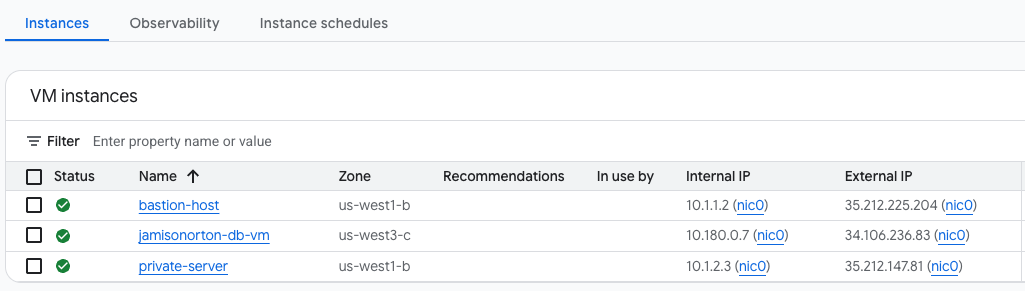 Instances Observability Instance schedules
VM instances
Filter Enter property name or value
Status Name Zone Recommendations In use by Internal IP External IP
bastion-host us-west1-b 10.1.1.2 (nic0) 35.212.225.204 (nic0)
jamisonorton-db-vm us-west3-c 10.180.0.7 (nic0) 34.106.236.83 (nic0)
private-server us-west1-b 10.1.2.3 (nic0) 35.212.147.81 (nic0)